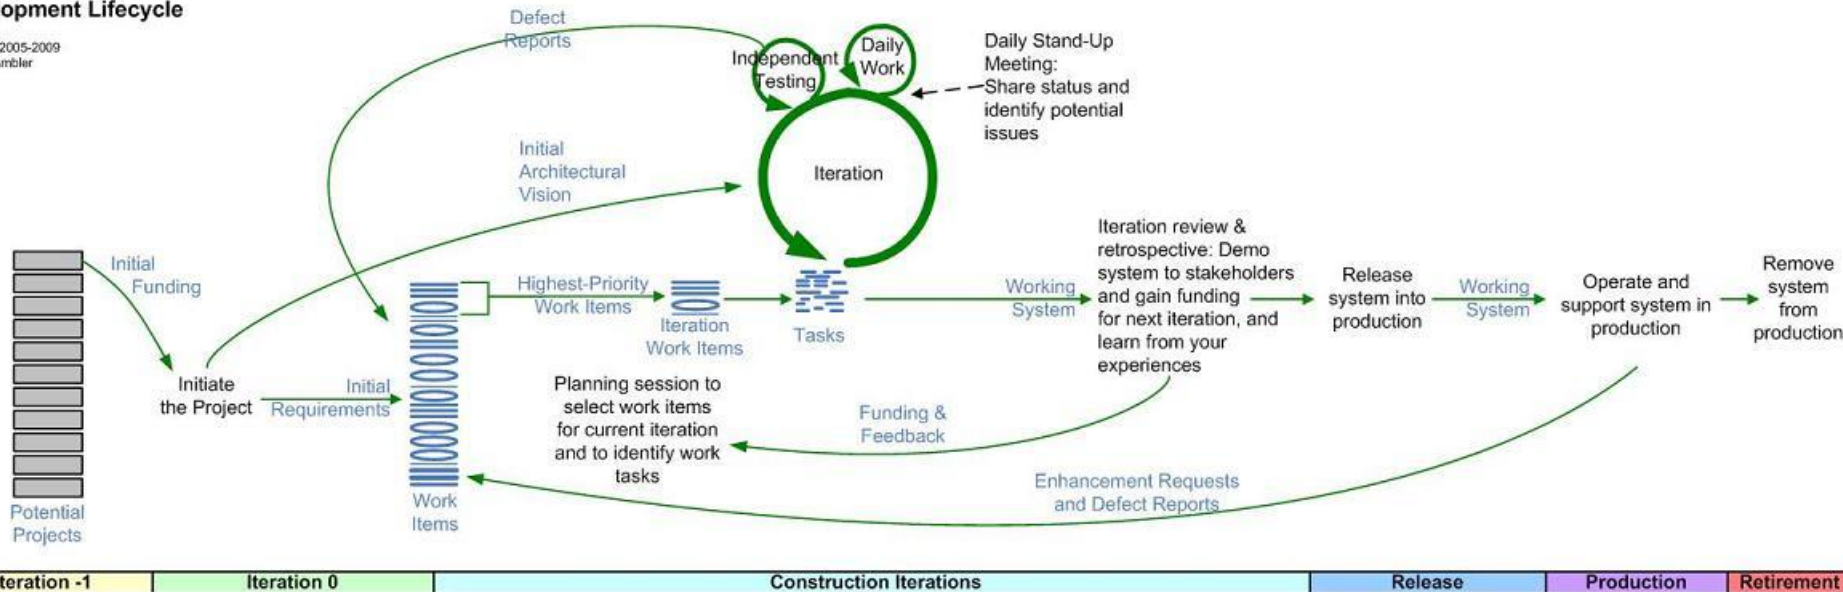 opment Lifecycle
2005-2009
mbler
Defect
Reports
Independent
Testing
Daily
Work
Daily Stand-Up
Meeting:
Share status and
identify potential
issues
Initial
Architectural
Vision
Iteration
Initial
Funding
Highest-Priority
Work Items
Iteration
Work Items
Tasks
Working
System
Iteration review &
retrospective: Demo
system to stakeholders
and gain funding
for next iteration, and
learn from your
experiences
Release
system into
production
Working
System
Operate and
support system in
production
Remove
system
from
production
Initiate
the Project
Initial
Requirements
Planning session to
select work items
for current iteration
and to identify work
tasks
Funding &
Feedback
Enhancement Requests
and Defect Reports
Potential
Projects
Work
Items
teration -1
Iteration 0
Construction Iterations
Release
Production
Retirement